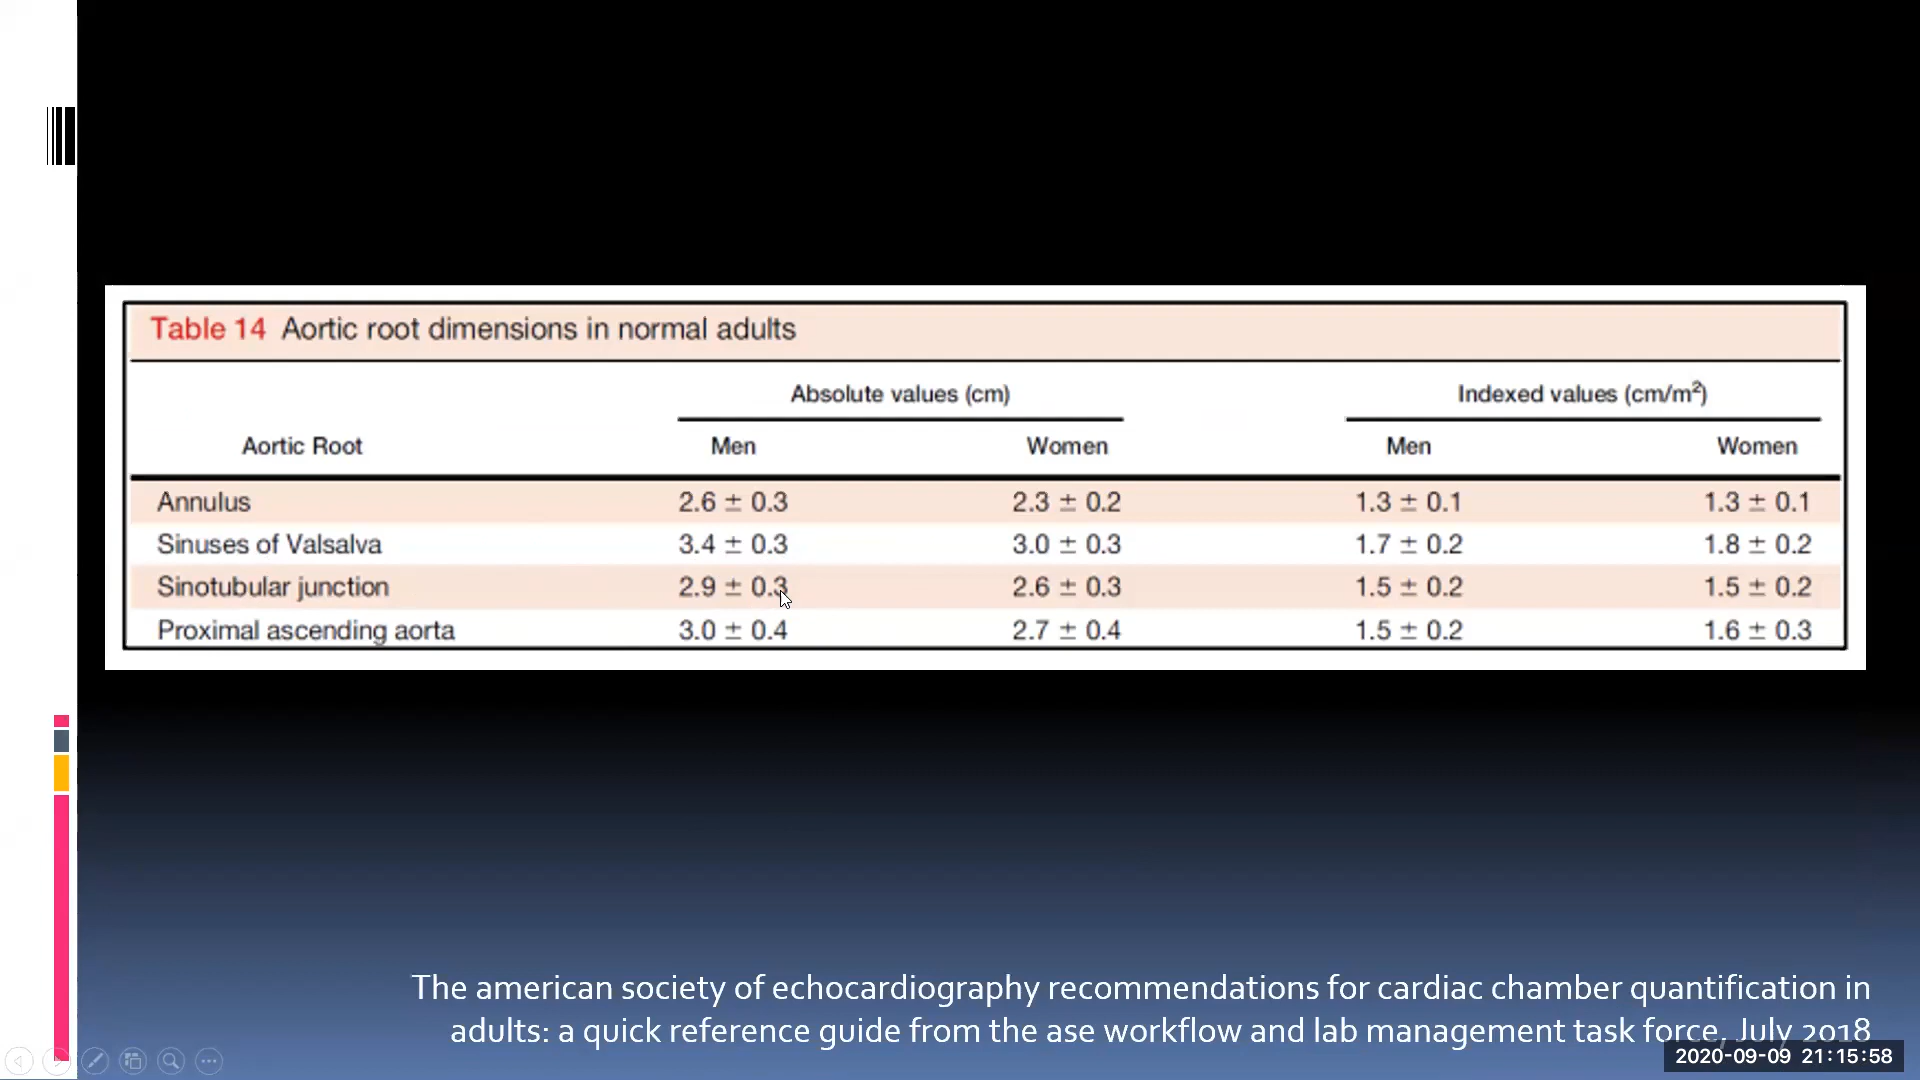 Table 14 Aortic root dimensions in normal adults
Absolute values (cm) Indexed values (cm/m²)
Aortic Root Men Women Men Women
Annulus 2.6 ± 0.3 2.3 ± 0.2 1.3 ± 0.1 1.3 ± 0.1
Sinuses of Valsalva 3.4 ± 0.3 3.0 ± 0.3 1.7 ± 0.2 1.8 ± 0.2
Sinotubular junction 2.9 ± 0.3 2.6 ± 0.3 1.5 ± 0.2 1.5 ± 0.2
Proximal ascending aorta 3.0 ± 0.4 2.7 ± 0.4 1.5 ± 0.2 1.6 ± 0.3
The american society of echocardiography recommendations for cardiac chamber quantification in
adults: a quick reference guide from the ase workflow and lab management task force, July 2018
2020-09-09 21:15:58